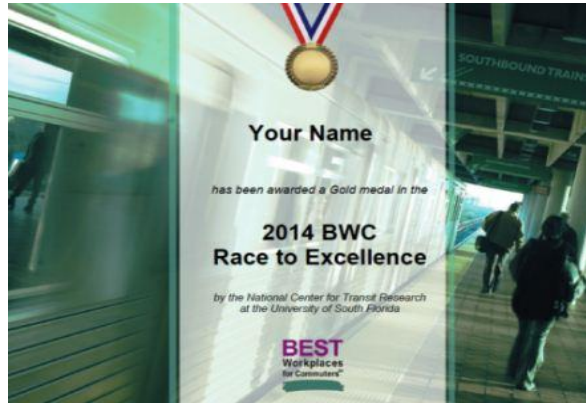 SOUTHBOUND TRAIN
Your Name
has been awarded a Gold medal in the
2014 BWC
Race to Excellence
by the National Center for Transit Research
at the University of South Florida
BEST
Workplaces
for Commuters℠